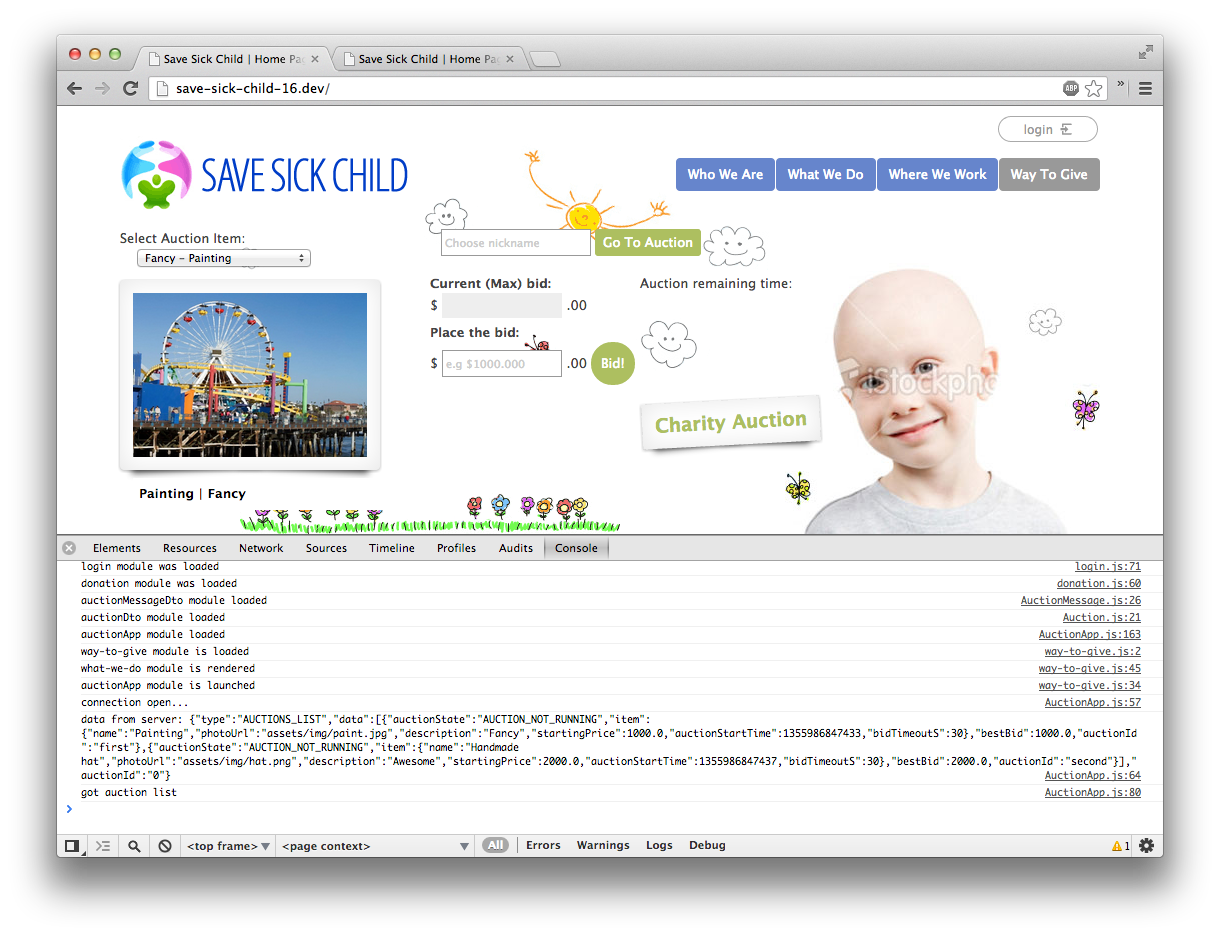 Save Sick Child | Home Pa
Save Sick Child | Home Pa
save-sick-child-16.dev/
ABP
»
login
SAVE SICK CHILD
Who We Are
What We Do
Where We Work
Way To Give
Select Auction Item:
Fancy – Painting
Choose nickname
Go To Auction
Current (Max) bid:
$ .00
Auction remaining time:
Place the bid:
$ e.g $1000.000 .00 Bid!
iStockpho
Charity Auction
Painting | Fancy
Elements Resources Network Sources Timeline Profiles Audits Console
login module was loaded login.js:71
donation module was loaded donation.js:60
auctionMessageDto module loaded AuctionMessage.js:26
auctionDto module loaded Auction.js:21
auctionApp module loaded AuctionApp.js:163
way-to-give module is loaded way-to-give.js:2
what-we-do module is rendered way-to-give.js:45
auctionApp module is launched way-to-give.js:34
connection open... AuctionApp.js:57
data from server: {"type":"AUCTIONS_LIST","data":[{"auctionState":"AUCTION_NOT_RUNNING","item":
{"name":"Painting","photoUrl":"assets/img/paint.jpg","description":"Fancy","startingPrice":1000.0,"auctionStartTime":1355986847433,"bidTimeoutS":30},"bestBid":1000.0,"auctionId
":"first"},{"auctionState":"AUCTION_NOT_RUNNING","item":{"name":"Handmade
hat","photoUrl":"assets/img/hat.png","description":"Awesome","startingPrice":2000.0,"auctionStartTime":1355986847437,"bidTimeoutS":30},"bestBid":2000.0,"auctionId":"second"}],"
auctionId":"0"} AuctionApp.js:64
got auction list AuctionApp.js:80
<top frame> <page context> All Errors Warnings Logs Debug 1